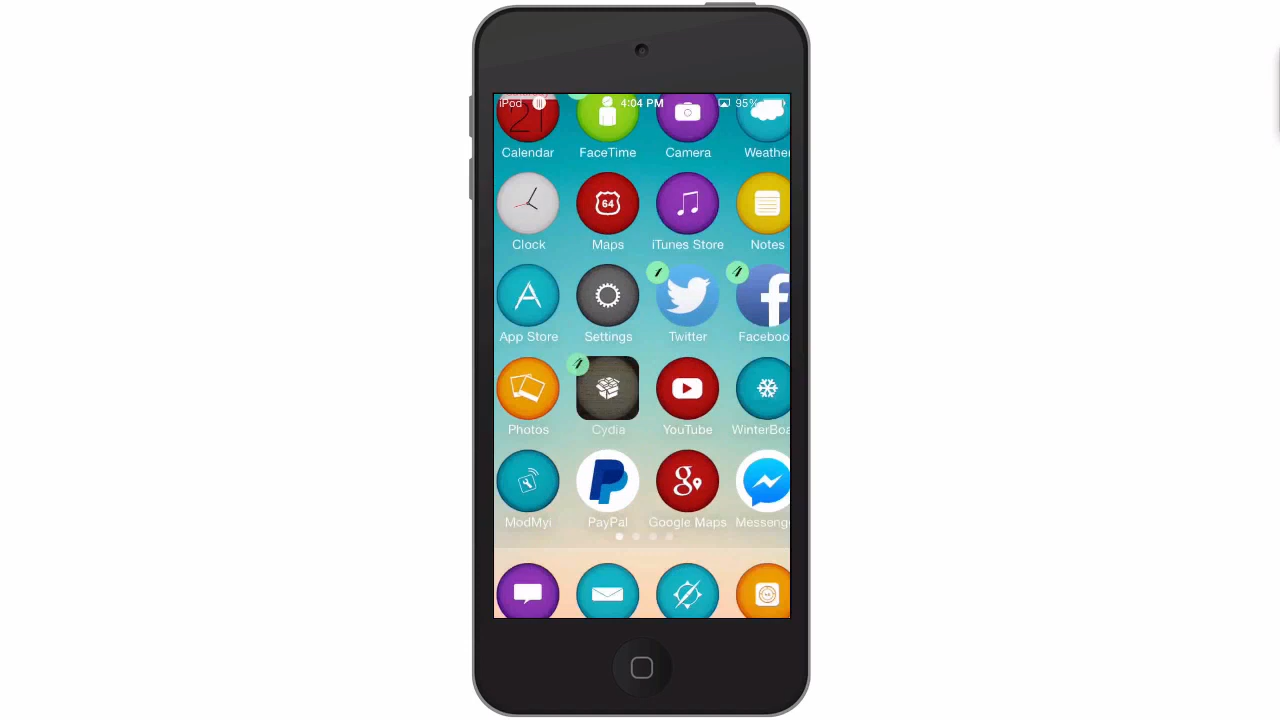 iPod 4:04 PM 95%
21
Calendar FaceTime Camera Weather
64
Clock Maps iTunes Store Notes
App Store Settings Twitter Faceboo
Photos Cydia YouTube WinterBoa
g
ModMyi PayPal Google Maps Messeng